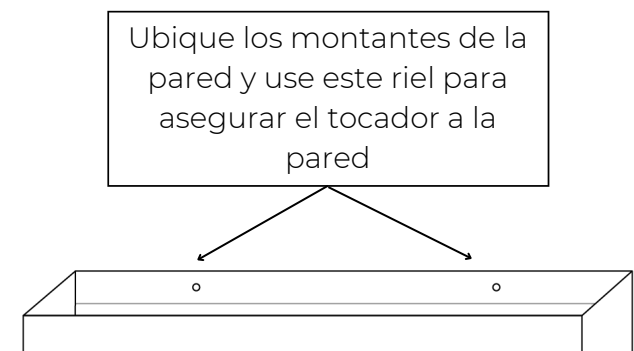 Ubique los montantes de la
pared y use este riel para
asegurar el tocador a la
pared